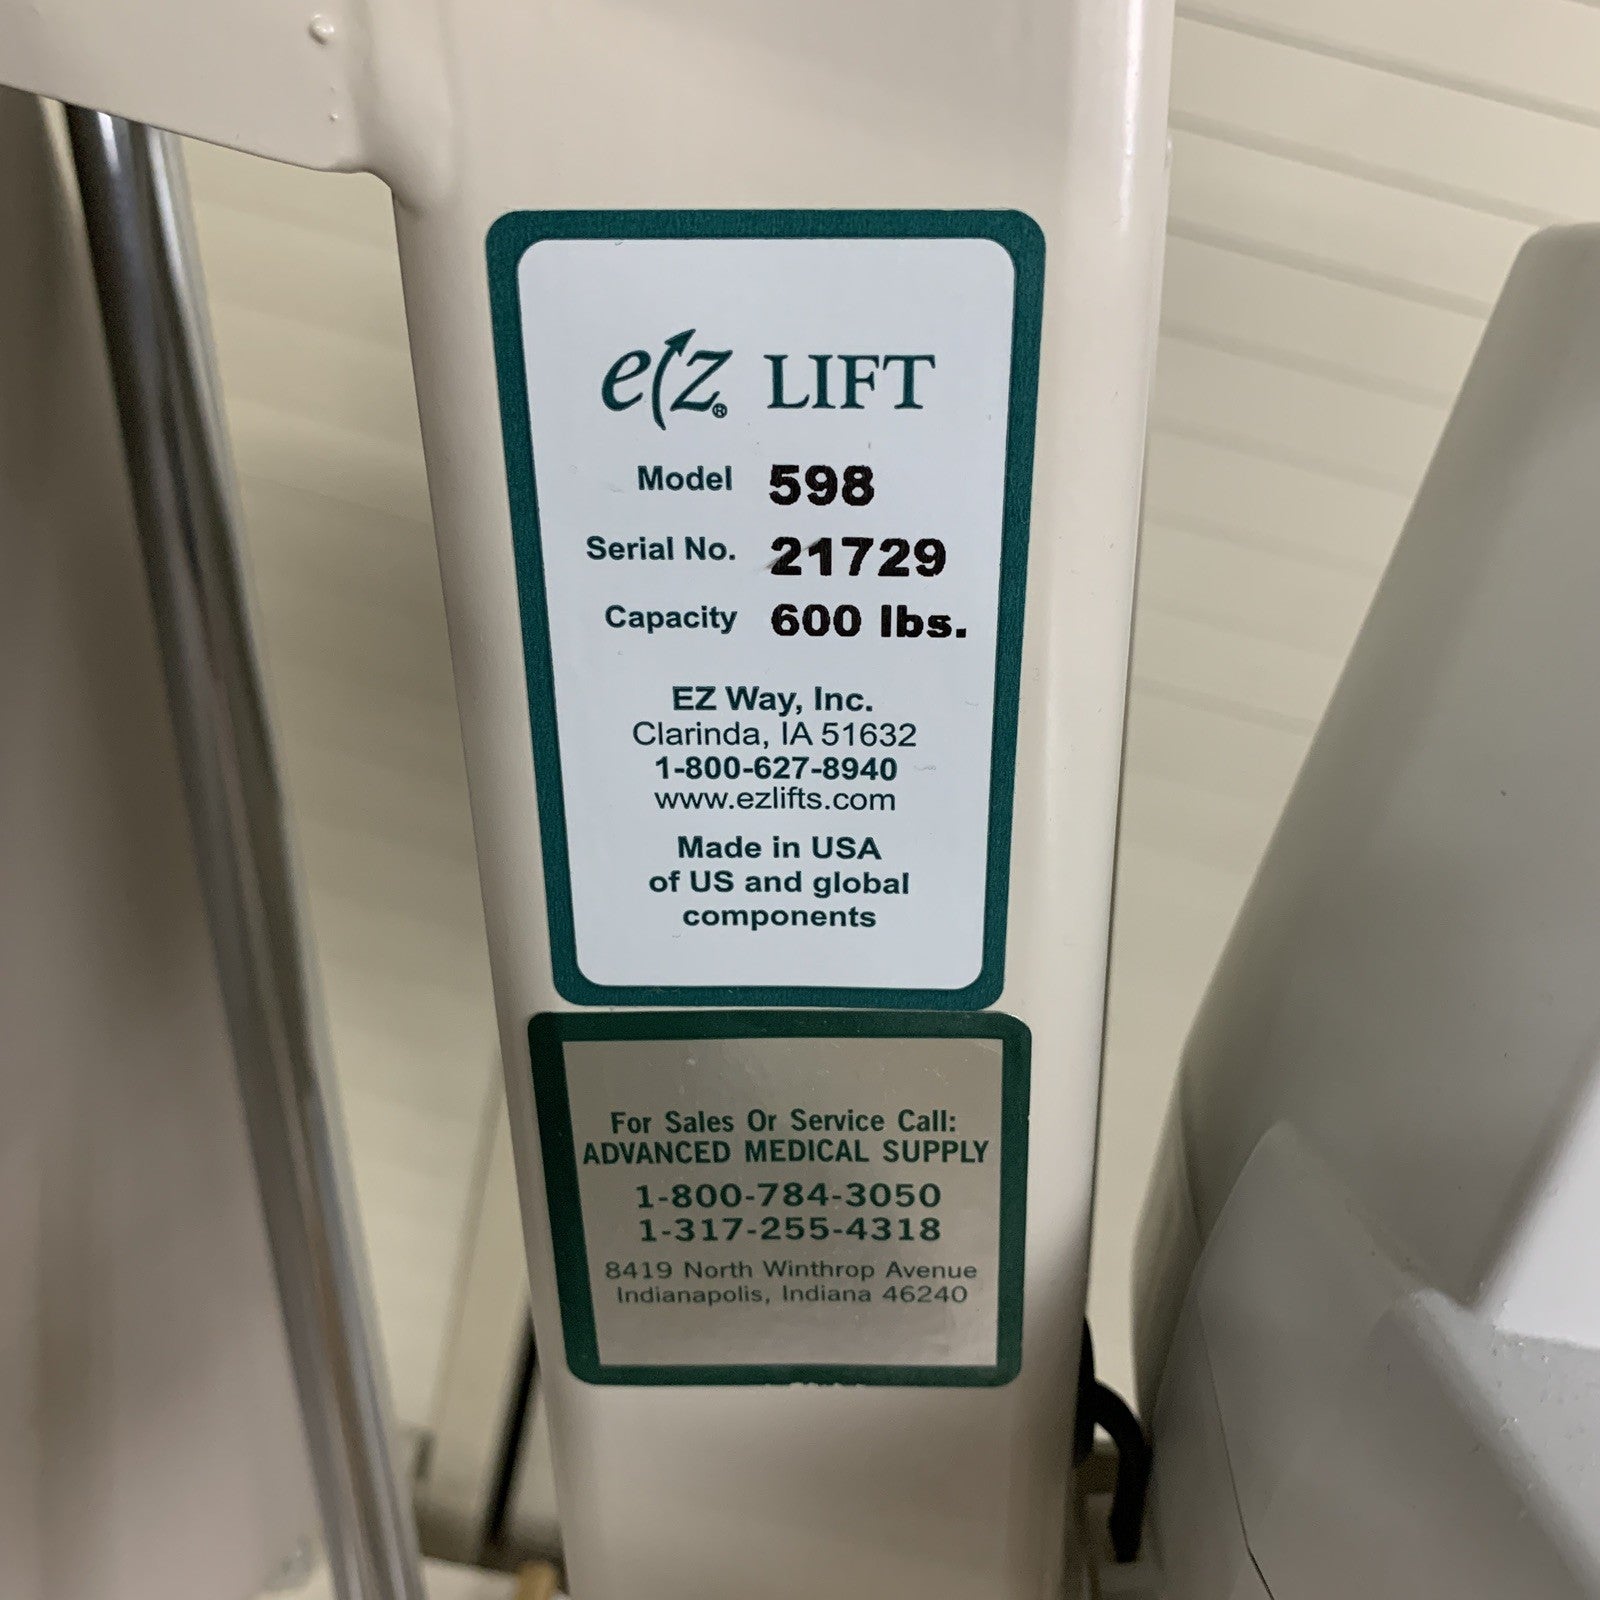 ez® LIFT
Model 598
Serial No. 21729
Capacity 600 lbs.
EZ Way, Inc.
Clarinda, IA 51632
1-800-627-8940
www.ezlifts.com
Made in USA
of US and global
components
For Sales Or Service Call:
ADVANCED MEDICAL SUPPLY
1-800-784-3050
1-317-255-4318
8419 North Winthrop Avenue
Indianapolis, Indiana 46240